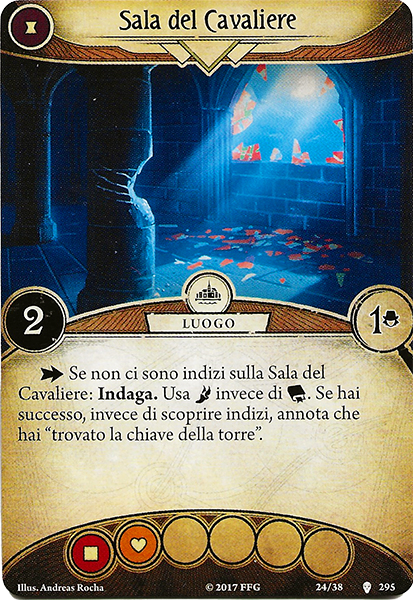 Sala del Cavaliere
2
LUOGO
1
Se non ci sono indizi sulla Sala del
Cavaliere: Indaga. Usa invece di . Se hai
successo, invece di scoprire indizi, annota che
hai “trovato la chiave della torre”.
Illus. Andreas Rocha
© 2017 FFG
24/38
295